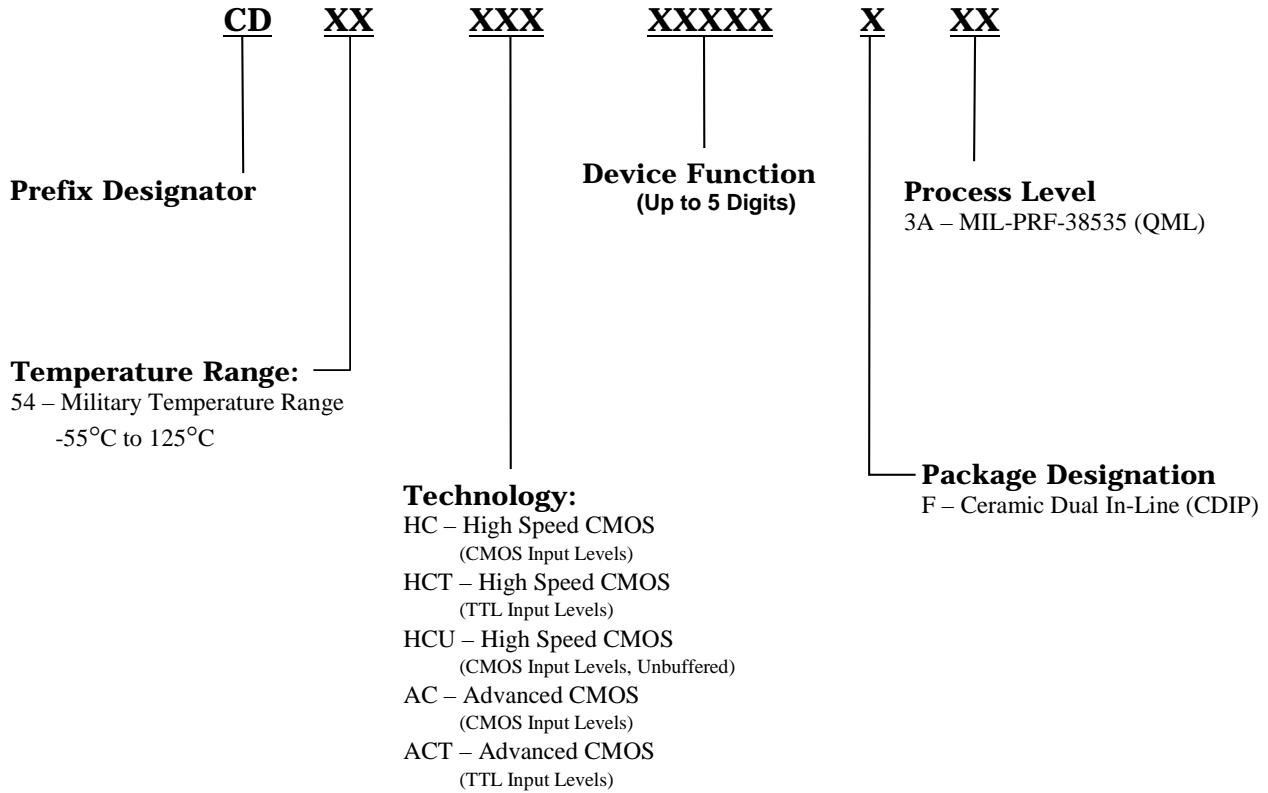 CD XX XXX XXXXX X XX
Prefix Designator
Device Function
(Up to 5 Digits)
Process Level
3A – MIL-PRF-38535 (QML)
Temperature Range:
54 – Military Temperature Range
-55°C to 125°C
Package Designation
F – Ceramic Dual In-Line (CDIP)
Technology:
HC – High Speed CMOS
(CMOS Input Levels)
HCT – High Speed CMOS
(TTL Input Levels)
HCU – High Speed CMOS
(CMOS Input Levels, Unbuffered)
AC – Advanced CMOS
(CMOS Input Levels)
ACT – Advanced CMOS
(TTL Input Levels)